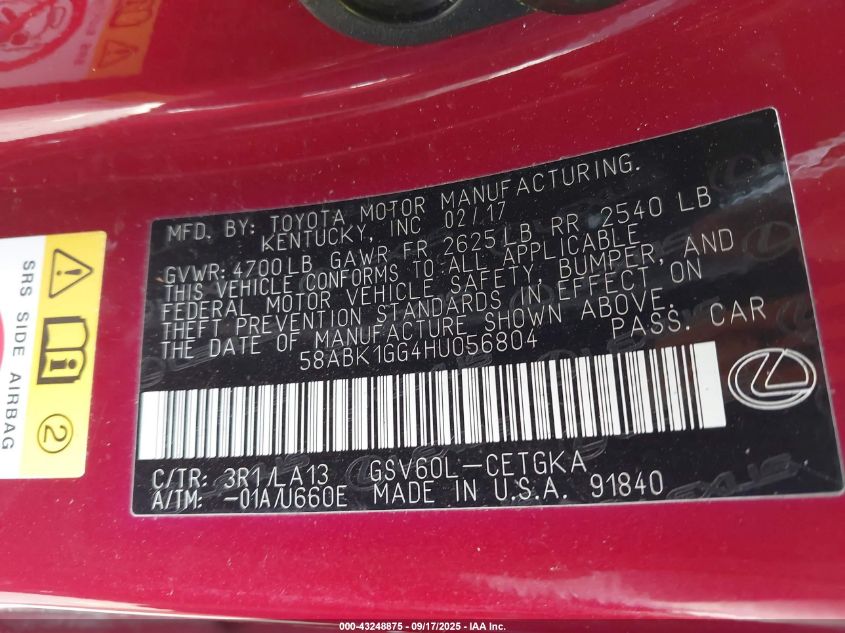 MFD. BY: TOYOTA MOTOR MANUFACTURING.
KENTUCKY, INC 02/17
GVWR: 4700LB GAWR FR 2625LB RR 2540 LB
THIS VEHICLE CONFORMS TO ALL APPLICABLE
FEDERAL MOTOR VEHICLE SAFETY, BUMPER, AND
THEFT PREVENTION STANDARDS IN EFFECT ON
THE DATE OF MANUFACTURE SHOWN ABOVE.
58ABK1GG4HU056804 PASS. CAR
C/TR: 3R1/LA13 GSV60L-CETGKA
A/TM: -01A/U660E MADE IN U.S.A. 91840
SRS SIDE AIRBAG
2
000-43248875 - 09/17/2025 - IAA Inc.